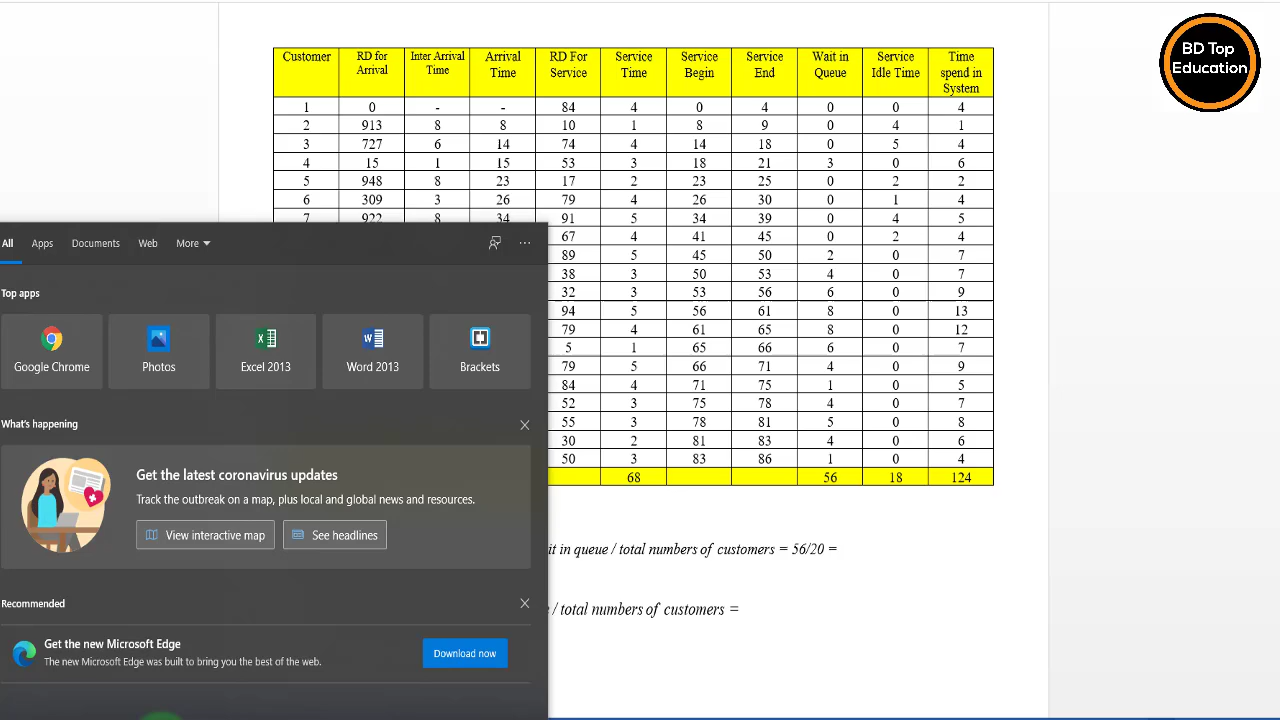 BD Top
Education
Customer RD for Arrival Inter Arrival Time Arrival Time RD For Service Service Time Service Begin Service End Wait in Queue Service Idle Time Time spend in System
1 0 - - 84 4 0 4 0 0 4
2 913 8 8 10 1 8 9 0 4 1
3 727 6 14 74 4 14 18 0 5 4
4 15 1 15 53 3 18 21 3 0 6
5 948 8 23 17 2 23 25 0 2 2
6 309 3 26 79 4 26 30 0 1 4
7 922 8 34 91 5 34 39 0 4 5
67 4 41 45 0 2 4
89 5 45 50 2 0 7
38 3 50 53 4 0 7
32 3 53 56 6 0 9
94 5 56 61 8 0 13
79 4 61 65 8 0 12
5 1 65 66 6 0 7
79 5 66 71 4 0 9
84 4 71 75 1 0 5
52 3 75 78 4 0 7
55 3 78 81 5 0 8
30 2 81 83 4 0 6
50 3 83 86 1 0 4
68 56 18 124
it in queue / total numbers of customers = 56/20 =
/ total numbers of customers =
All Apps Documents Web More
Top apps
Google Chrome Photos Excel 2013 Word 2013 Brackets
What's happening
Get the latest coronavirus updates
Track the outbreak on a map, plus local and global news and resources.
View interactive map See headlines
Recommended
Get the new Microsoft Edge
The new Microsoft Edge was built to bring you the best of the web.
Download now